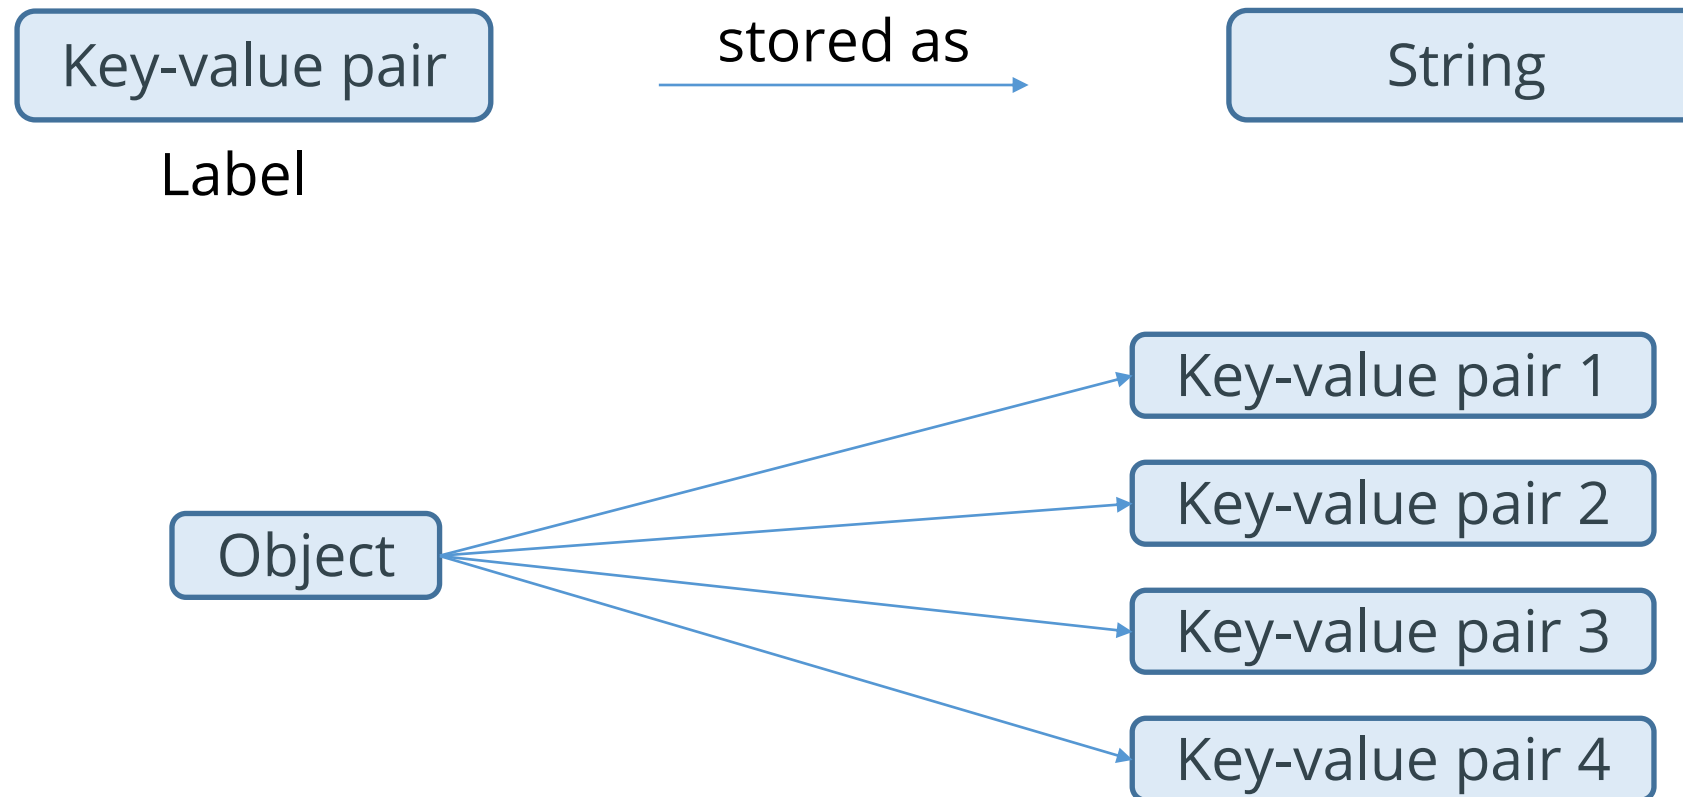 Key-value pair
stored as
String
Label
Key-value pair 1
Key-value pair 2
Object
Key-value pair 3
Key-value pair 4